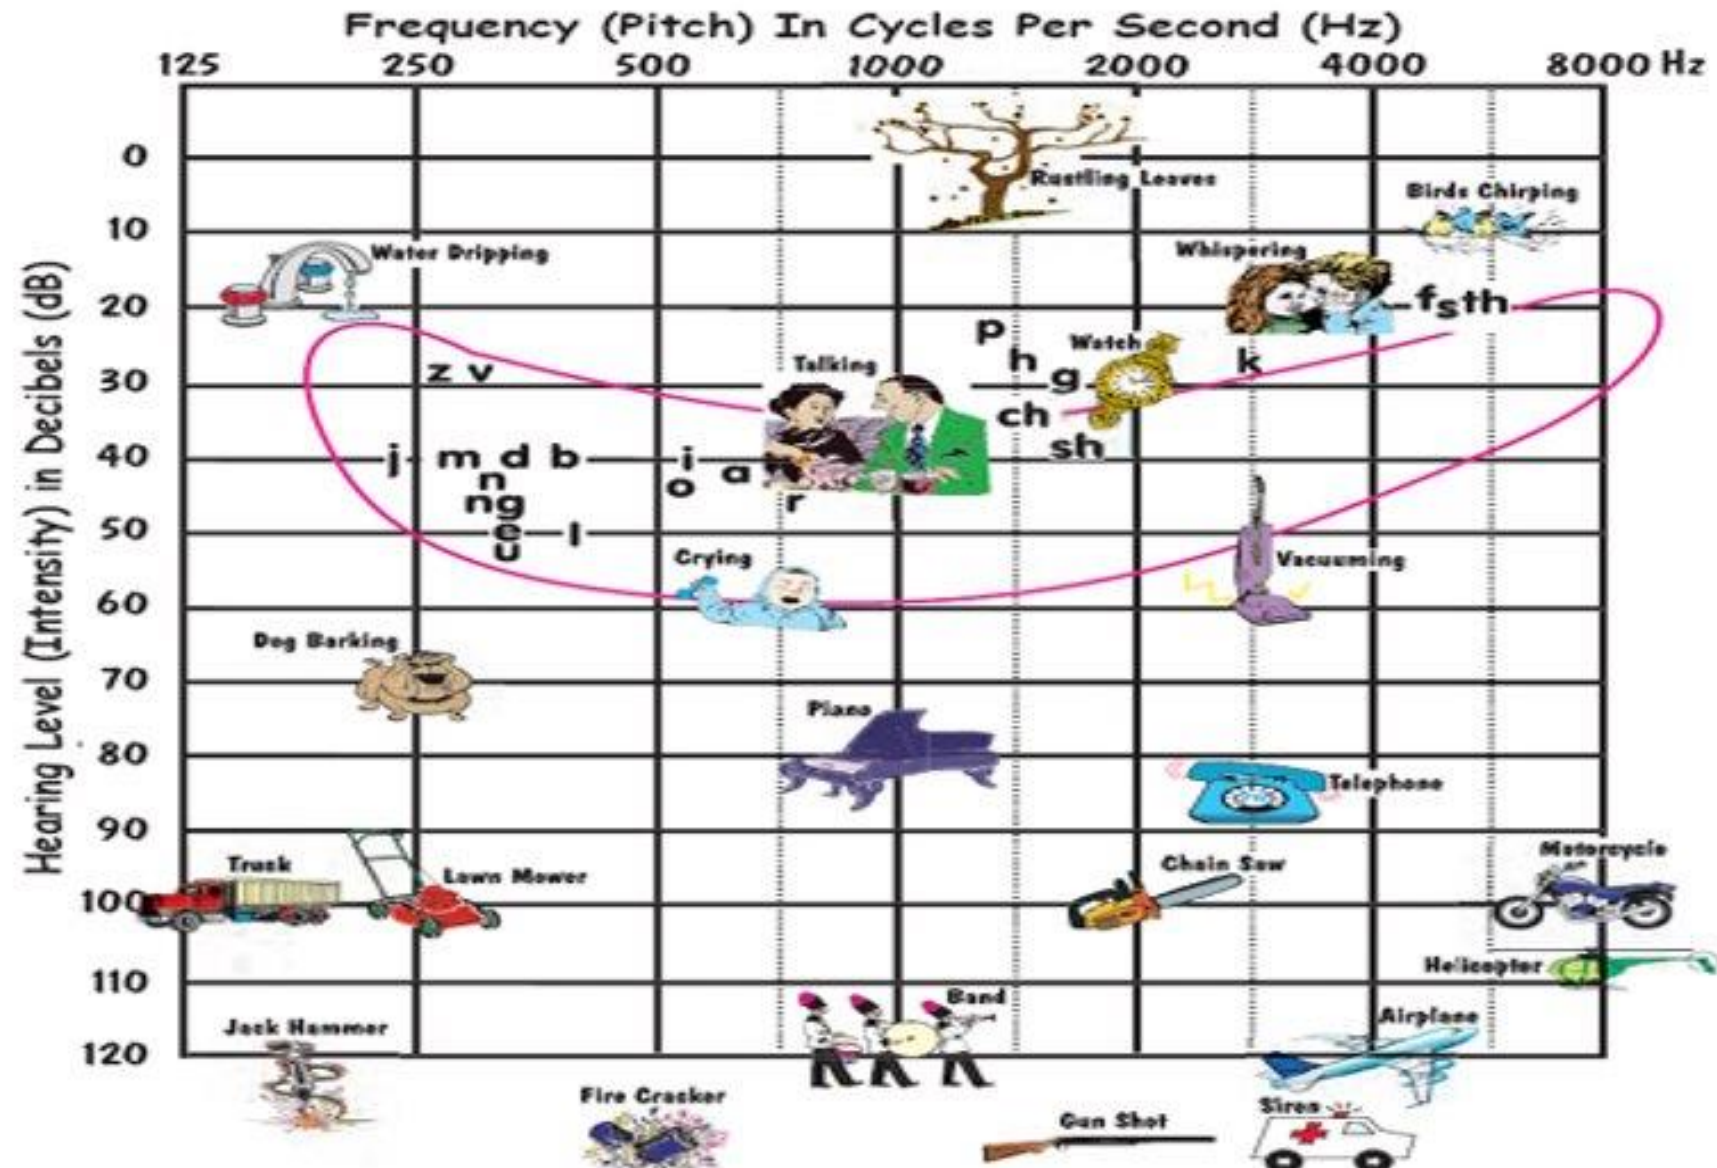 Frequency (Pitch) In Cycles Per Second (Hz)
125 250 500 1000 2000 4000 8000 Hz
Hearing Level (Intensity) in Decibels (dB)
0
Rustling Leaves
Birds Chirping
10
Water Dripping
Whispering
20
f s th
p
Watch
z v
Talking
h
g
k
30
ch
sh
40
j m d b i
a
n
o
ng
r
50
e l
u
Crying
Vacuuming
60
Dog Barking
70
Piano
80
Telephone
90
Truck
Lawn Mower
Chain Saw
Motorcycle
100
Helicopter
110
Band
Jack Hammer
Airplane
120
Fire Cracker
Gun Shot
Siren